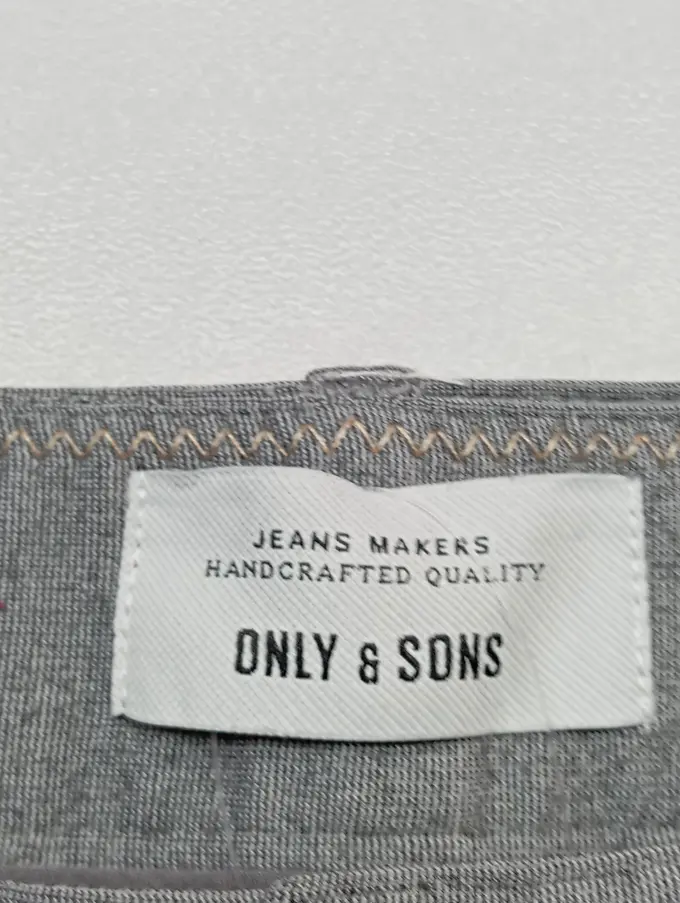 JEANS MAKERS
HANDCRAFTED QUALITY
ONLY & SONS